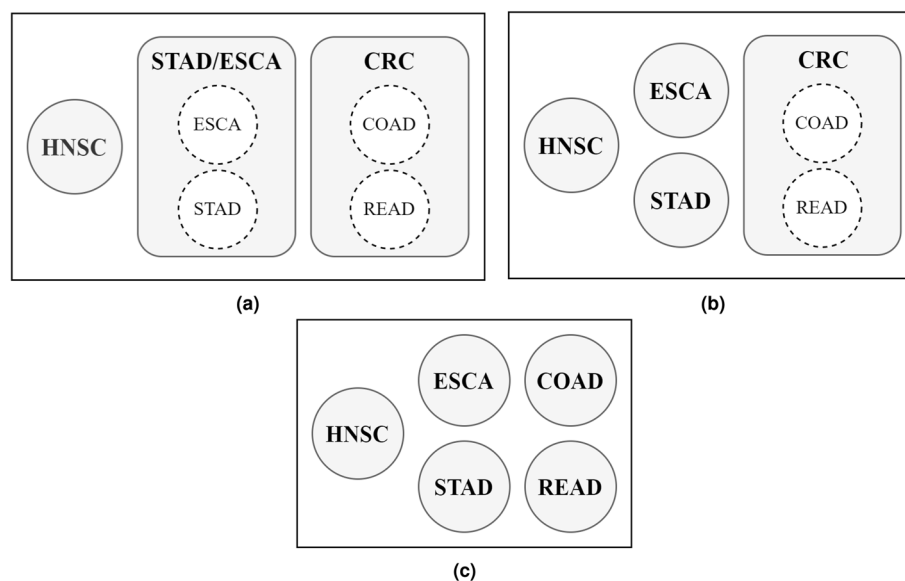 STAD/ESCA
CRC
ESCA
COAD
HNSC
STAD
READ
(a)
CRC
ESCA
COAD
HNSC
STAD
READ
(b)
ESCA
COAD
HNSC
STAD
READ
(c)